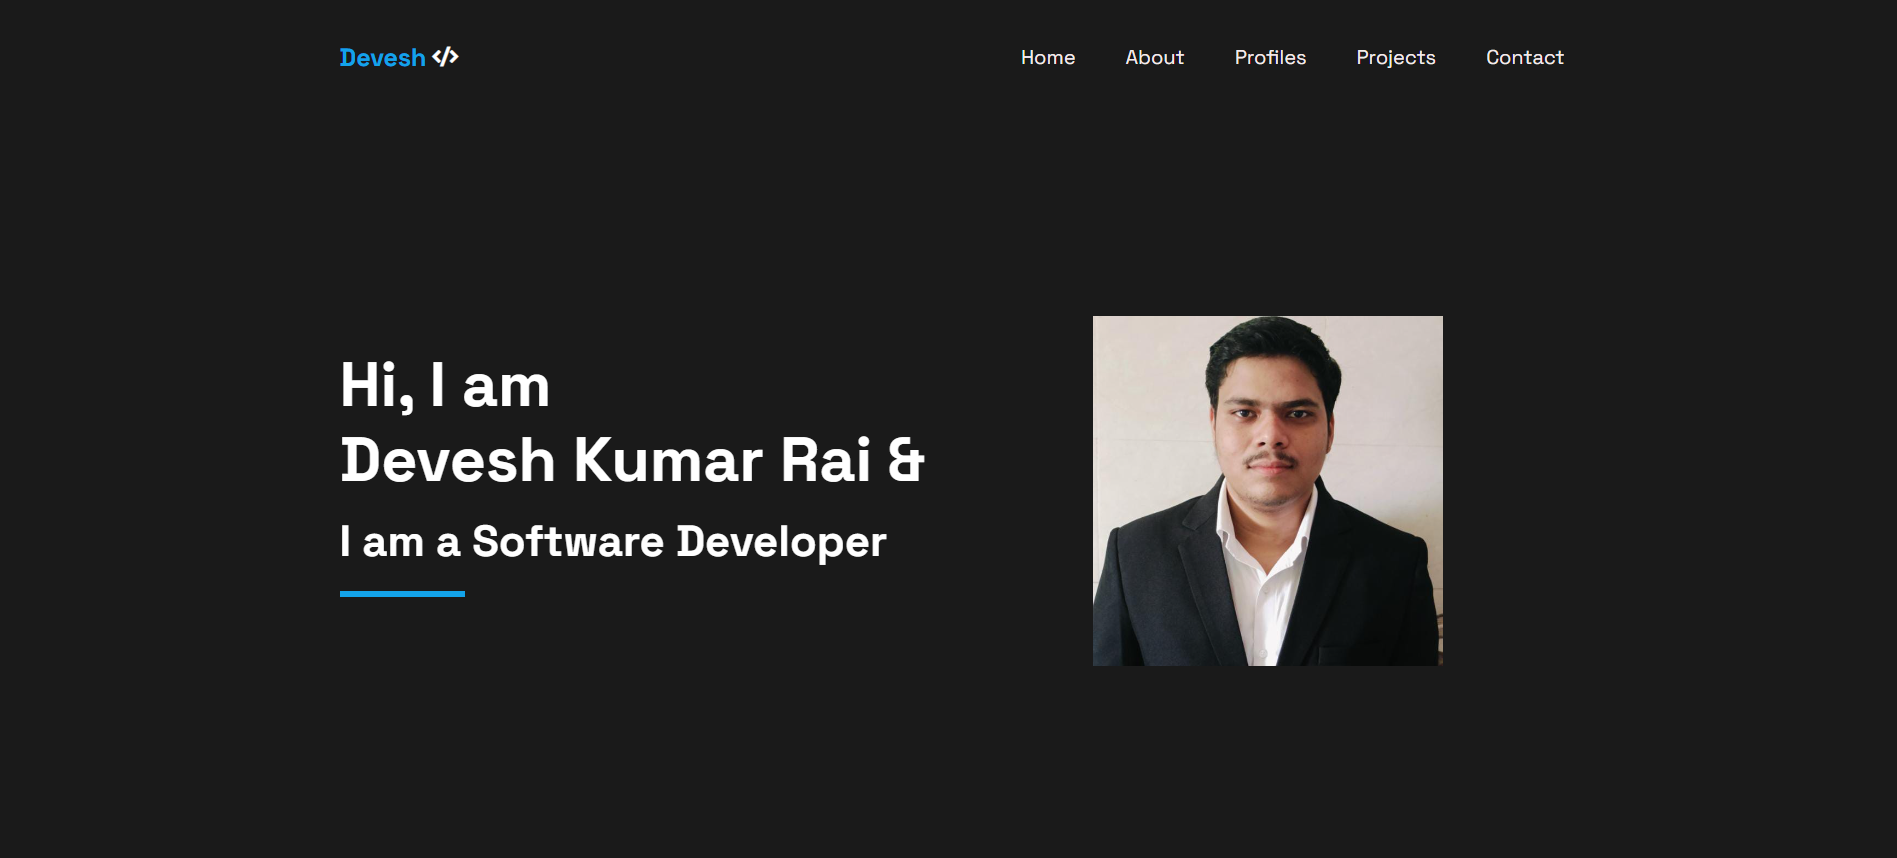 Devesh </>
Home About Profiles Projects Contact
Hi, I am
Devesh Kumar Rai &
I am a Software Developer